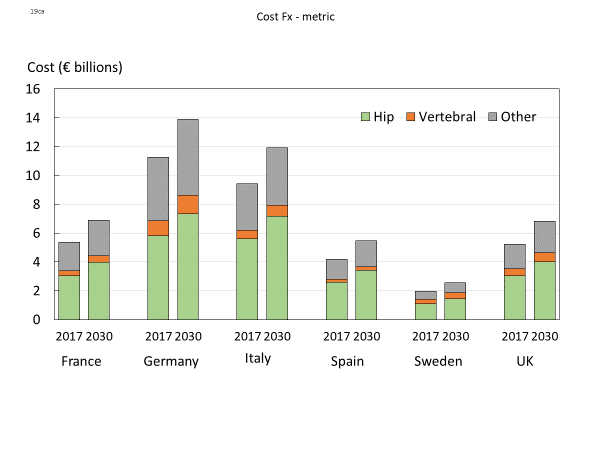 19ca
Cost Fx - metric
Cost (€ billions)
16
Hip Vertebral Other
14
12
10
8
6
4
2
0
2017 2030 2017 2030 2017 2030 2017 2030 2017 2030 2017 2030
France Germany Italy Spain Sweden UK